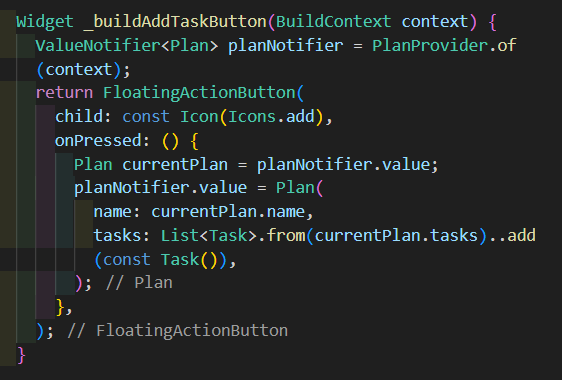 Widget _buildAddTaskButton(BuildContext context) {
ValueNotifier<Plan> planNotifier = PlanProvider.of
(context);
return FloatingActionButton(
child: const Icon(Icons.add),
onPressed: () {
Plan currentPlan = planNotifier.value;
planNotifier.value = Plan(
name: currentPlan.name,
tasks: List<Task>.from(currentPlan.tasks)..add
(const Task()),
); // Plan
},
); // FloatingActionButton
}